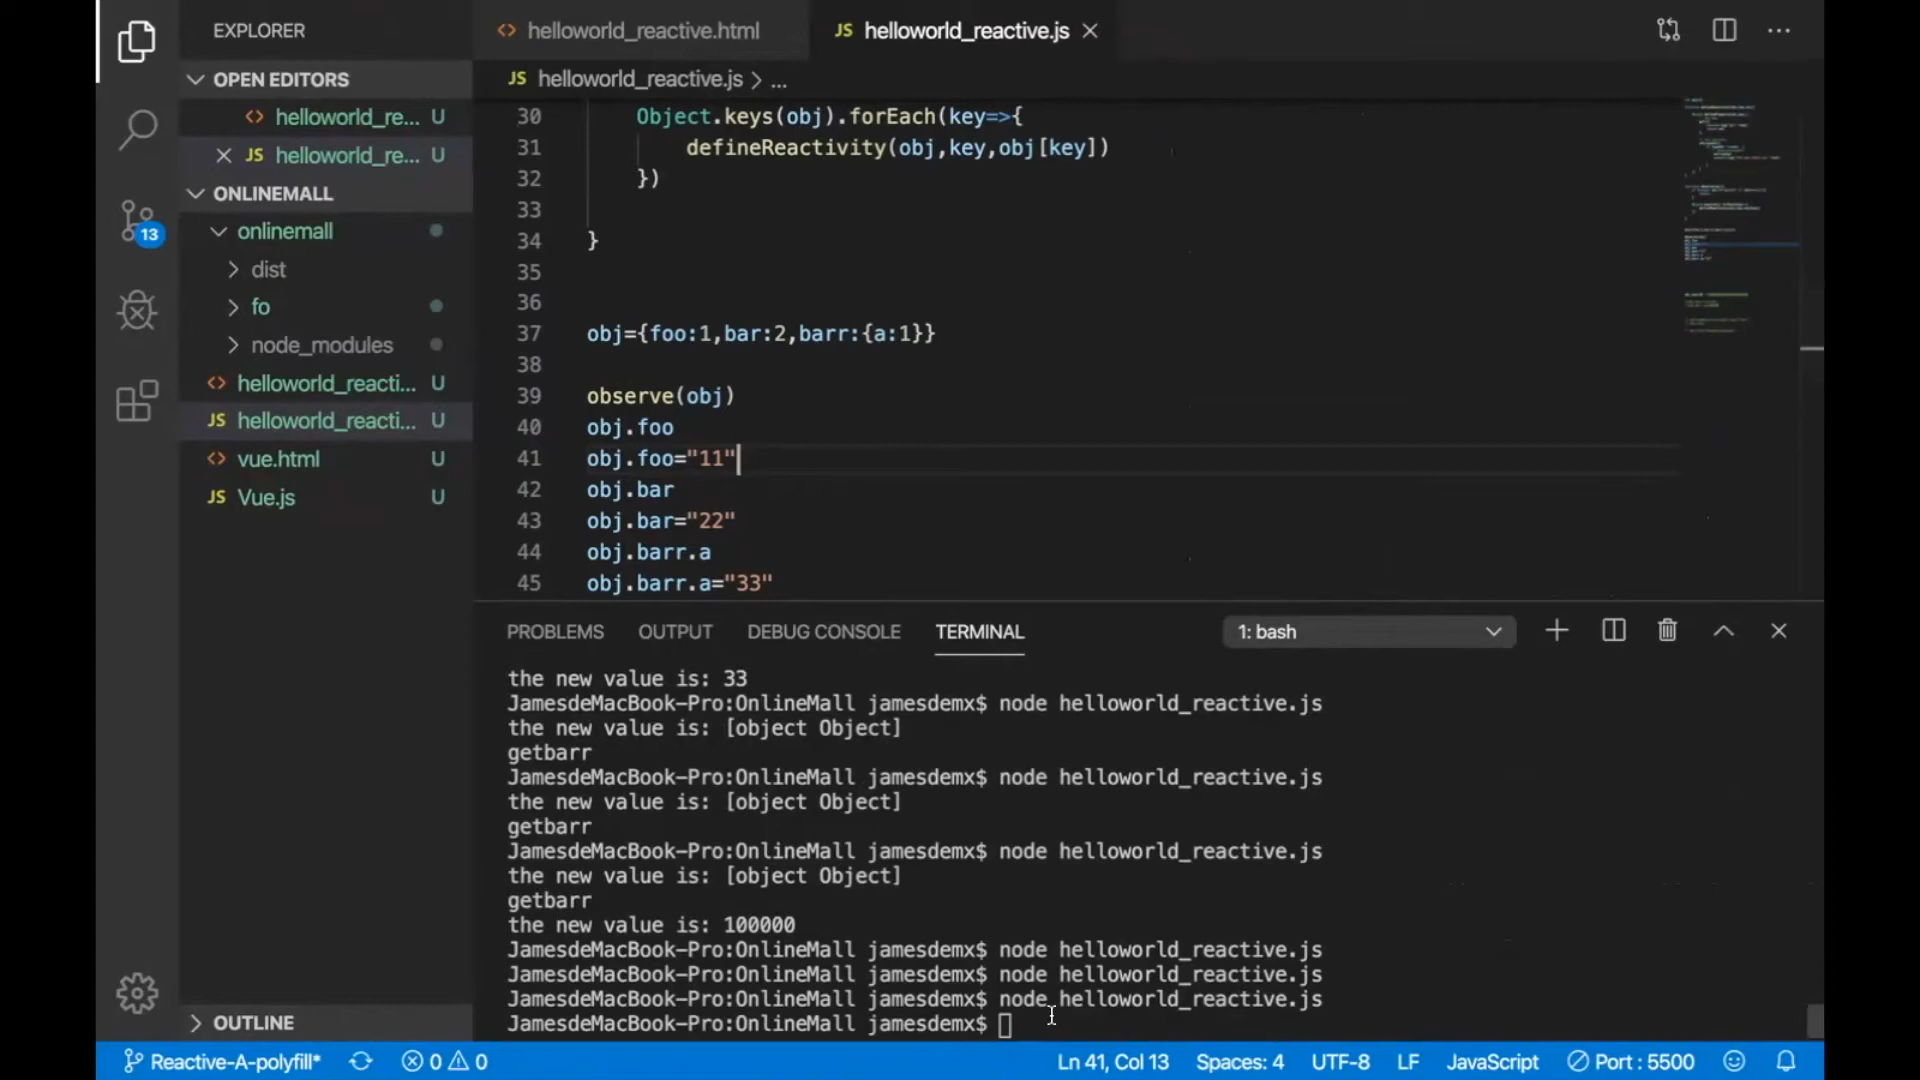 EXPLORER
helloworld_reactive.html
JS helloworld_reactive.js
OPEN EDITORS
JS helloworld_reactive.js > ...
<> helloworld_re... U
JS helloworld_re... U
ONLINEMALL
onlinemall
dist
fo
node_modules
<> helloworld_reacti... U
JS helloworld_reacti... U
<> vue.html U
JS Vue.js U
13
30 Object.keys(obj).forEach(key=>{
31 defineReactivity(obj,key,obj[key])
32 })
33
34 }
35
36
37 obj={foo:1,bar:2,barr:{a:1}}
38
39 observe(obj)
40 obj.foo
41 obj.foo="11"
42 obj.bar
43 obj.bar="22"
44 obj.barr.a
45 obj.barr.a="33"
PROBLEMS OUTPUT DEBUG CONSOLE TERMINAL 1: bash
the new value is: 33
JamesdeMacBook-Pro:OnlineMall jamesdemx$ node helloworld_reactive.js
the new value is: [object Object]
getbarr
JamesdeMacBook-Pro:OnlineMall jamesdemx$ node helloworld_reactive.js
the new value is: [object Object]
getbarr
JamesdeMacBook-Pro:OnlineMall jamesdemx$ node helloworld_reactive.js
the new value is: [object Object]
getbarr
the new value is: 100000
JamesdeMacBook-Pro:OnlineMall jamesdemx$ node helloworld_reactive.js
JamesdeMacBook-Pro:OnlineMall jamesdemx$ node helloworld_reactive.js
JamesdeMacBook-Pro:OnlineMall jamesdemx$ node helloworld_reactive.js
JamesdeMacBook-Pro:OnlineMall jamesdemx$
OUTLINE
Reactive-A-polyfill* 0 0 Ln 41, Col 13 Spaces: 4 UTF-8 LF JavaScript Port : 5500